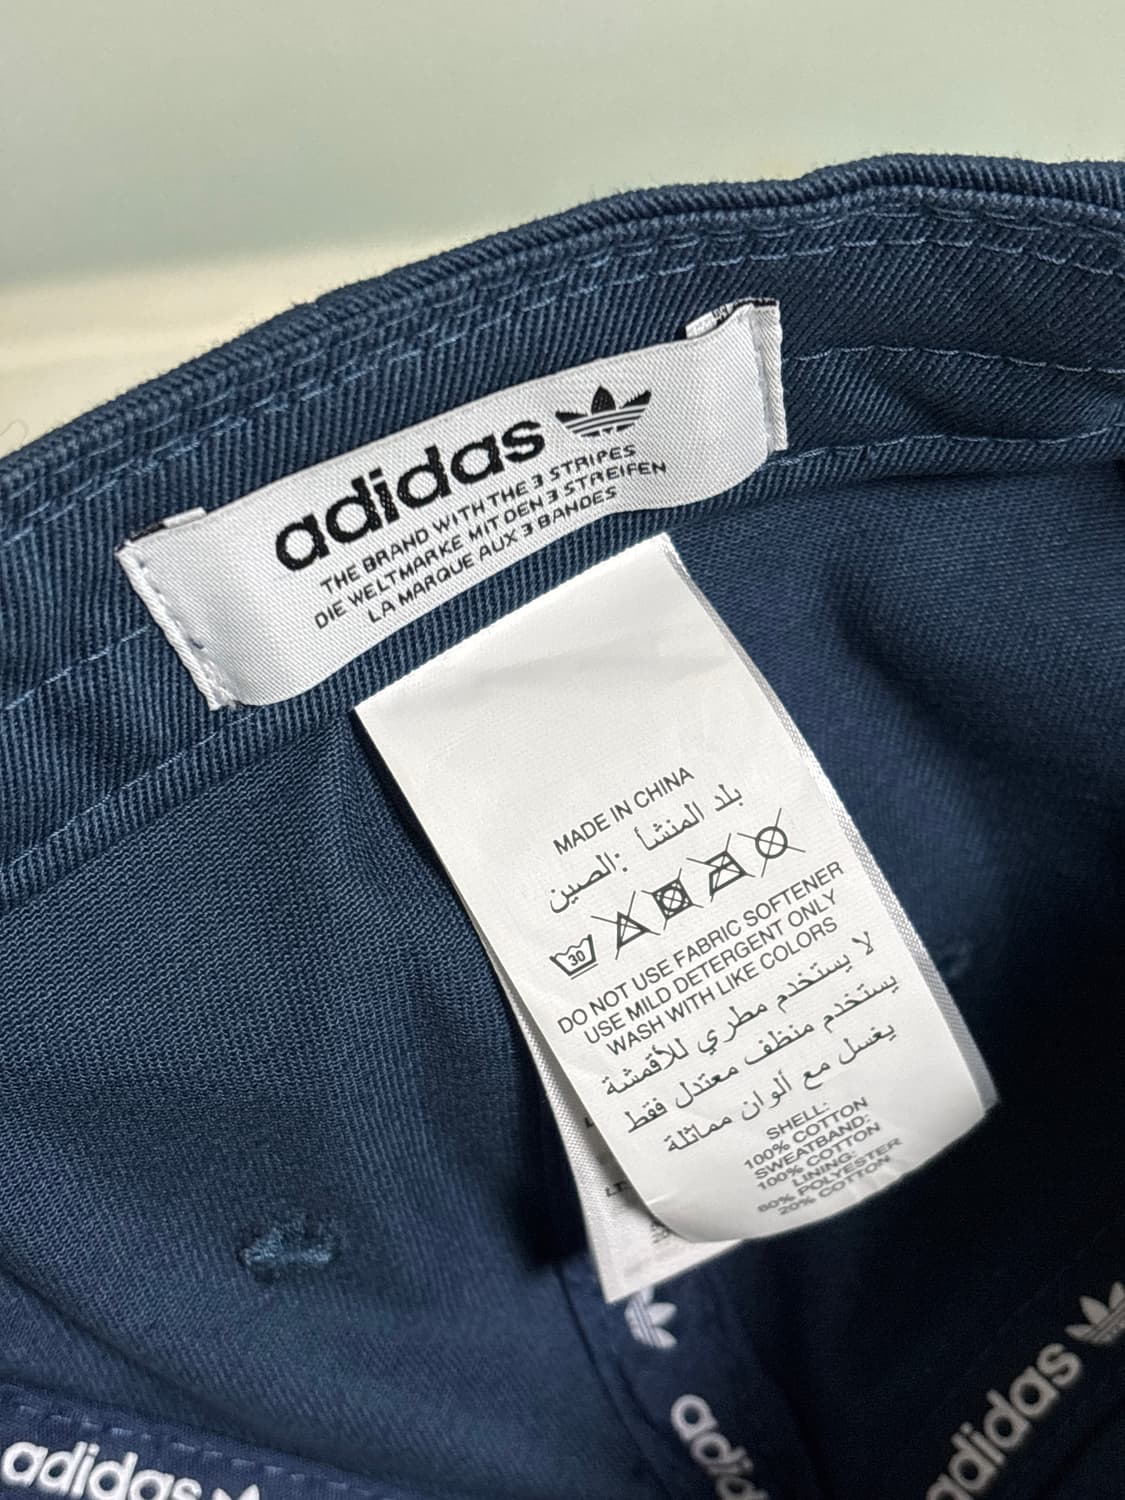 adidas
THE BRAND WITH THE 3 STRIPES
DIE WELTMARKE MIT DEN 3 STREIFEN
LA MARQUE AUX 3 BANDES
MADE IN CHINA
بلد المنشأ :الصين
30
DO NOT USE FABRIC SOFTENER
USE MILD DETERGENT ONLY
WASH WITH LIKE COLORS
لا يستخدم مطري للأقمشة
يستخدم منظف معتدل فقط
يغسل مع ألوان مماثلة
SHELL:
100% COTTON
SWEATBAND:
100% COTTON
LINING:
80% POLYESTER
20% COTTON
adidas
adidas
adidas